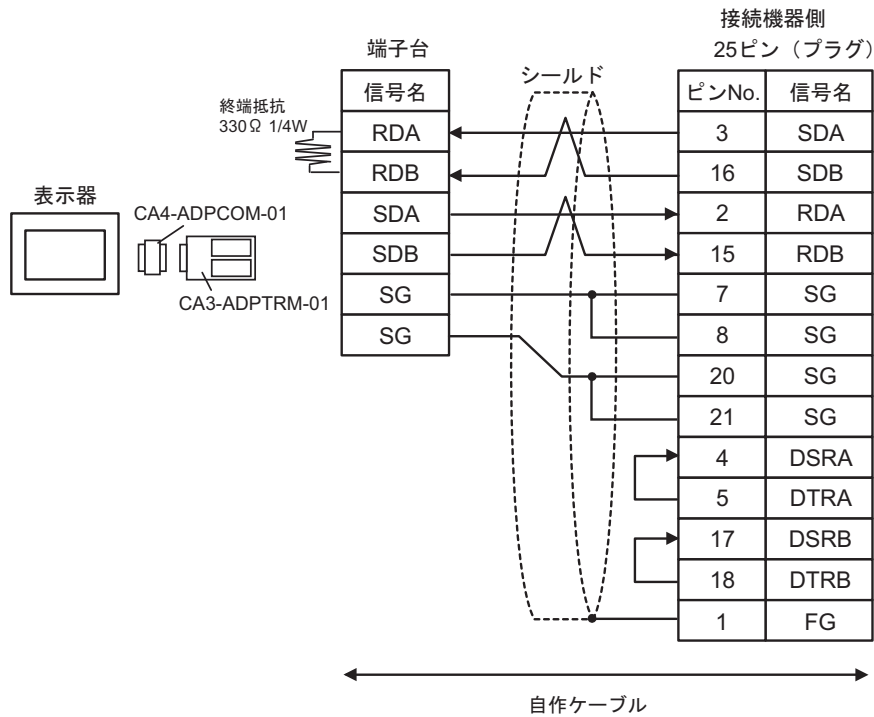 接続機器側
端子台
25ピン（プラグ）
シールド
信号名
ピンNo.
信号名
終端抵抗
330Ω 1/4W
RDA
3
SDA
RDB
16
SDB
表示器
CA4-ADPCOM-01
SDA
2
RDA
SDB
15
RDB
CA3-ADPTRM-01
SG
7
SG
SG
8
SG
20
SG
21
SG
4
DSRA
5
DTRA
17
DSRB
18
DTRB
1
FG
自作ケーブル